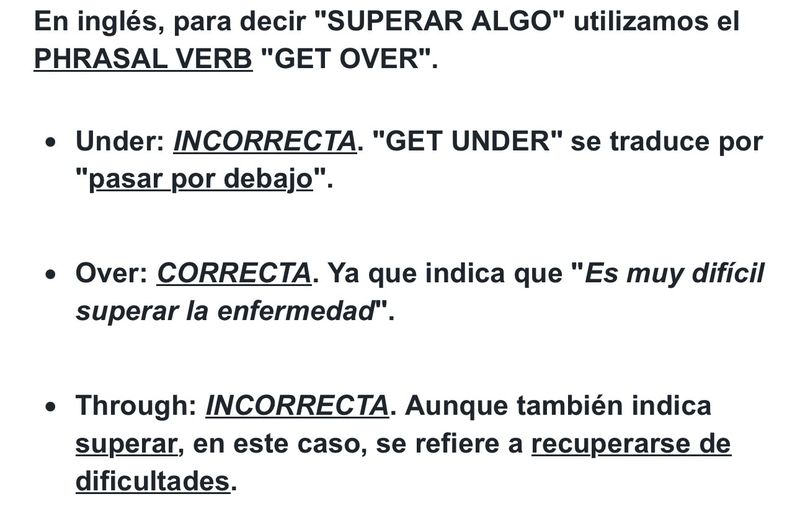 En inglés, para decir "SUPERAR ALGO" utilizamos el
PHRASAL VERB "GET OVER".
• Under: INCORRECTA. "GET UNDER" se traduce por
"pasar por debajo".
• Over: CORRECTA. Ya que indica que "Es muy difícil
superar la enfermedad".
• Through: INCORRECTA. Aunque también indica
superar, en este caso, se refiere a recuperarse de
dificultades.